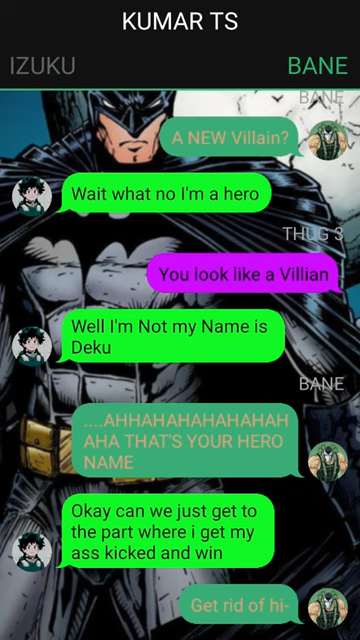 KUMAR TS
IZUKU
BANE
BANE
A NEW Villain?
Wait what no I'm a hero
THUG 3
You look like a Villian
Well I'm Not my Name is
Deku
BANE
....AHHAHAHAHAHAHAH
AHA THAT'S YOUR HERO
NAME
Okay can we just get to
the part where i get my
ass kicked and win
Get rid of hi-